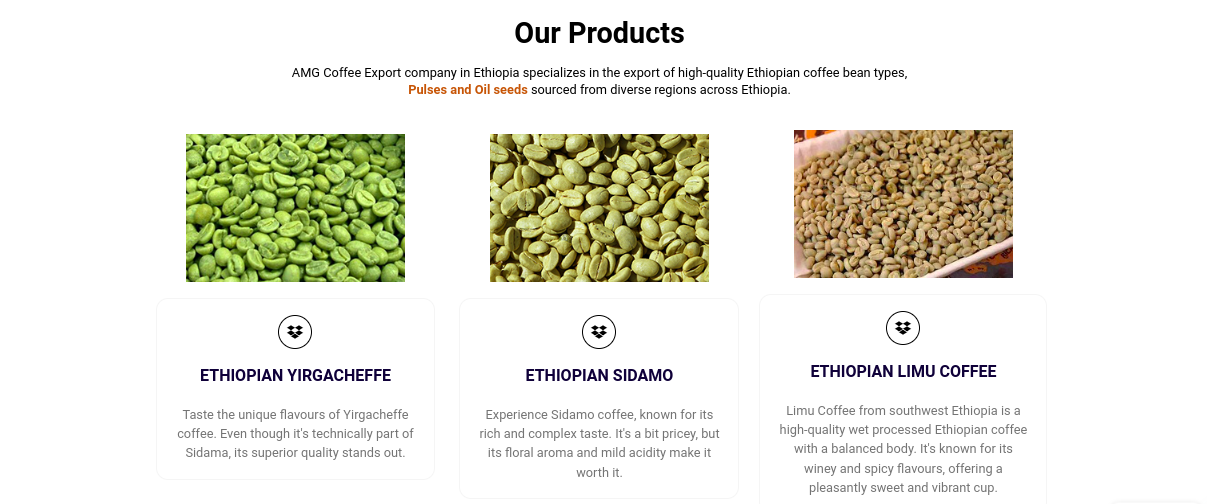 Our Products
AMG Coffee Export company in Ethiopia specializes in the export of high-quality Ethiopian coffee bean types,
Pulses and Oil seeds sourced from diverse regions across Ethiopia.
ETHIOPIAN YIRGACHEFFE
Taste the unique flavours of Yirgacheffe
coffee. Even though it's technically part of
Sidama, its superior quality stands out.
ETHIOPIAN SIDAMO
Experience Sidamo coffee, known for its
rich and complex taste. It's a bit pricey, but
its floral aroma and mild acidity make it
worth it.
ETHIOPIAN LIMU COFFEE
Limu Coffee from southwest Ethiopia is a
high-quality wet processed Ethiopian coffee
with a balanced body. It's known for its
winey and spicy flavours, offering a
pleasantly sweet and vibrant cup.